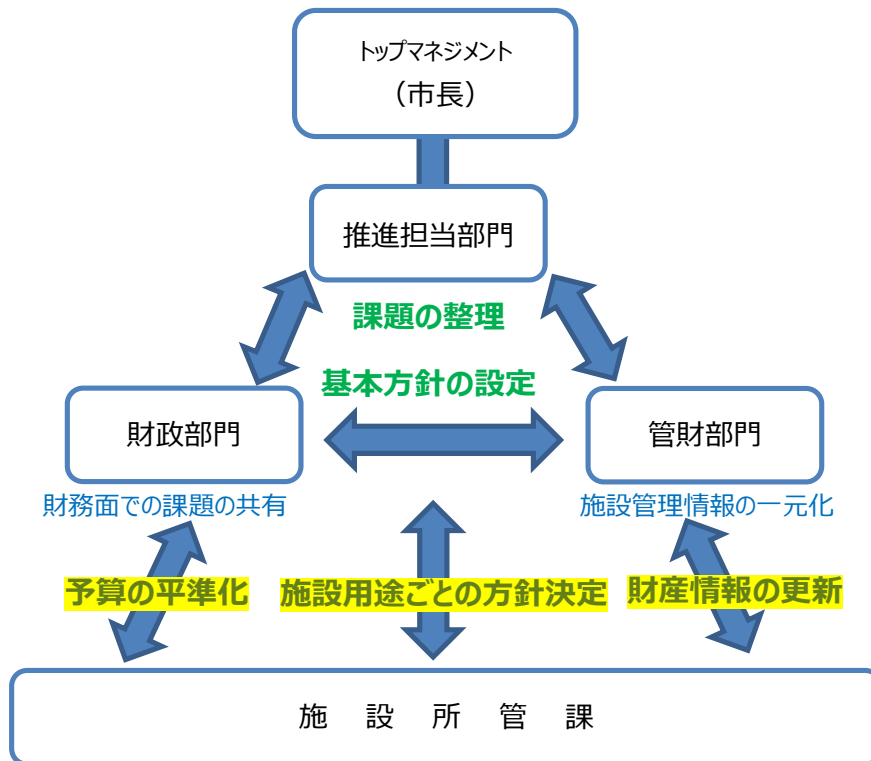 トップマネジメント
（市長）
推進担当部門
課題の整理
基本方針の設定
財政部門
管財部門
財務面での課題の共有
施設管理情報の一元化
予算の平準化
施設用途ごとの方針決定
財産情報の更新
施　設　所　管　課